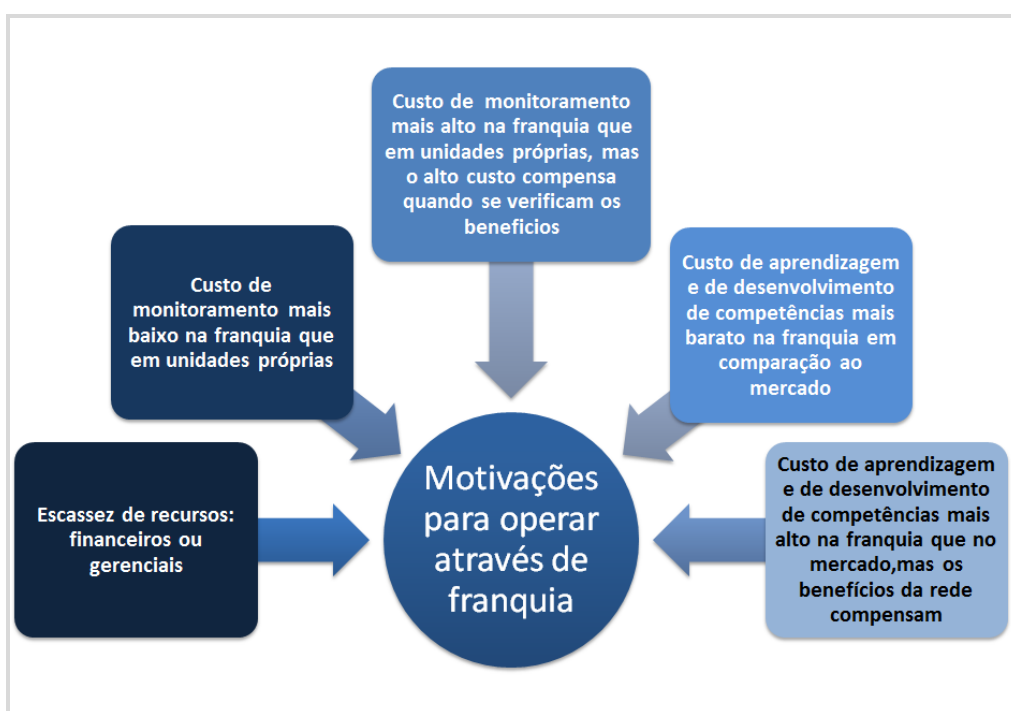 Custo de monitoramento
mais alto na franquia que
em unidades próprias, mas
o alto custo compensa
quando se verificam os
beneficios
Custo de
monitoramento mais
baixo na franquia que
em unidades próprias
Custo de aprendizagem
e de desenvolvimento
de competências mais
barato na franquia em
comparação ao
mercado
Escassez de recursos:
financeiros ou
gerenciais
Motivações
para operar
através de
franquia
Custo de aprendizagem
e de desenvolvimento
de competências mais
alto na franquia que no
mercado,mas os
benefícios da rede
compensam